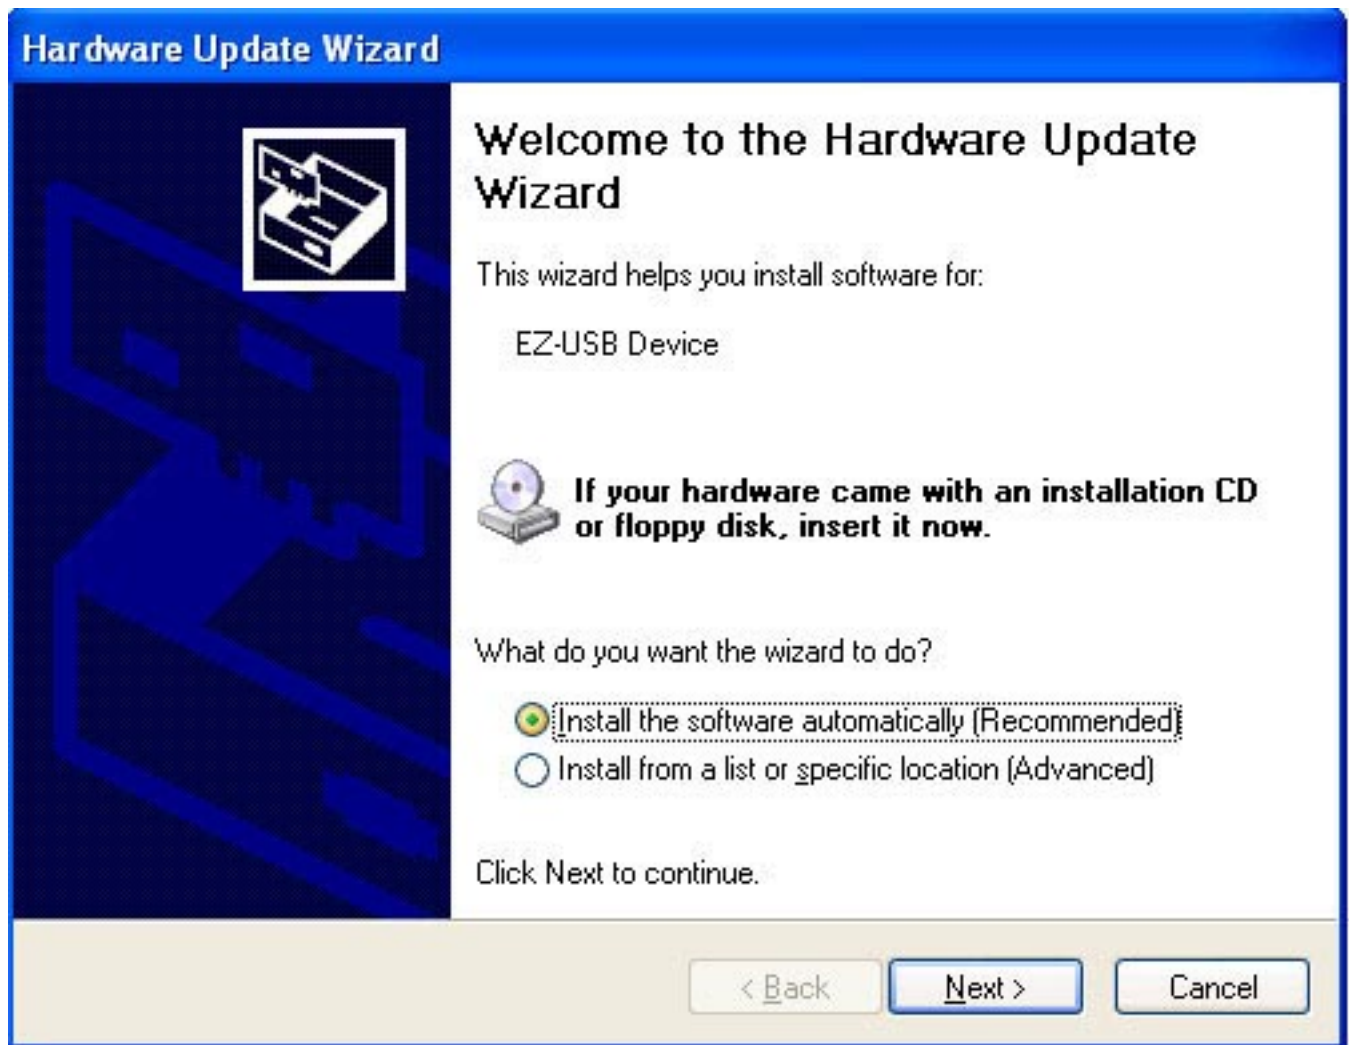 Hardware Update Wizard
Welcome to the Hardware Update
Wizard
This wizard helps you install software for:
EZ-USB Device
If your hardware came with an installation CD
or floppy disk, insert it now.
What do you want the wizard to do?
Install the software automatically (Recommended)
Install from a list or specific location (Advanced)
Click Next to continue.
< Back Next > Cancel